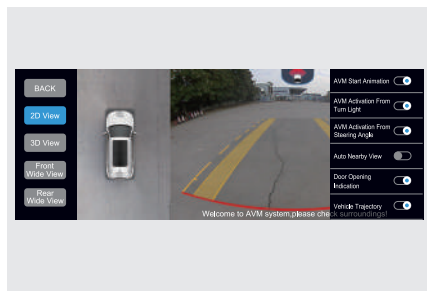 BACK
2D View
3D View
Front
Wide View
Rear
Wide View
AVM Start Animation
AVM Activation From
Turn Light
AVM Activation From
Steering Angle
Auto Nearby View
Door Opening
Indication
Vehicle Trajectory
Welcome to AVM system,please check surroundings!